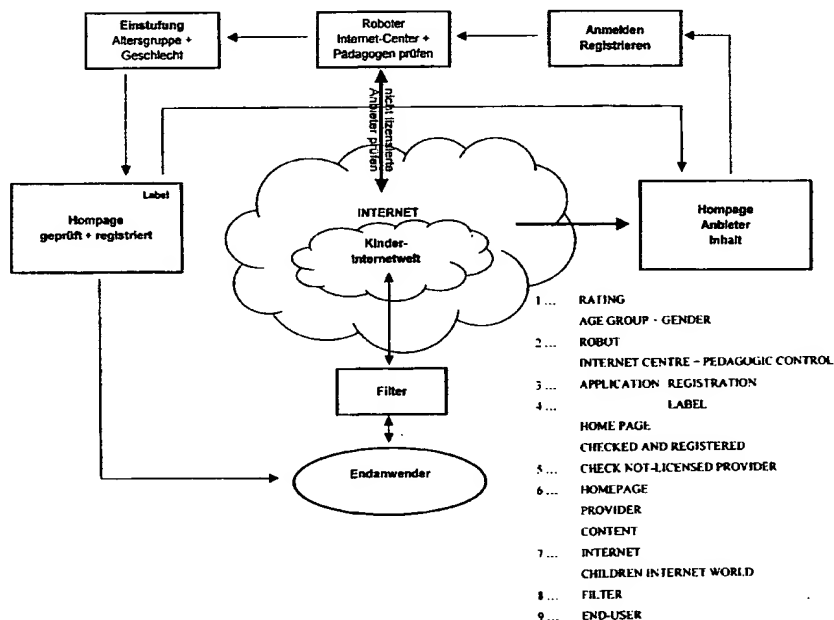 Einstufung
Altersgruppe +
Geschlecht
Roboter
Internet-Center +
Pädagogen prüfen
Anmelden
Registrieren
nicht lizensierte
Anbieter prüfen
Label
Hompage
geprüft + registriert
INTERNET
Kinder-
Internetwelt
Hompage
Anbieter
Inhalt
Filter
Endanwender
1 ... RATING
AGE GROUP - GENDER
2 ... ROBOT
INTERNET CENTRE – PEDAGOGIC CONTROL
3 ... APPLICATION REGISTRATION
4 ... LABEL
HOME PAGE
CHECKED AND REGISTERED
5 ... CHECK NOT-LICENSED PROVIDER
6 ... HOMEPAGE
PROVIDER
CONTENT
7 ... INTERNET
CHILDREN INTERNET WORLD
8 ... FILTER
9 ... END-USER